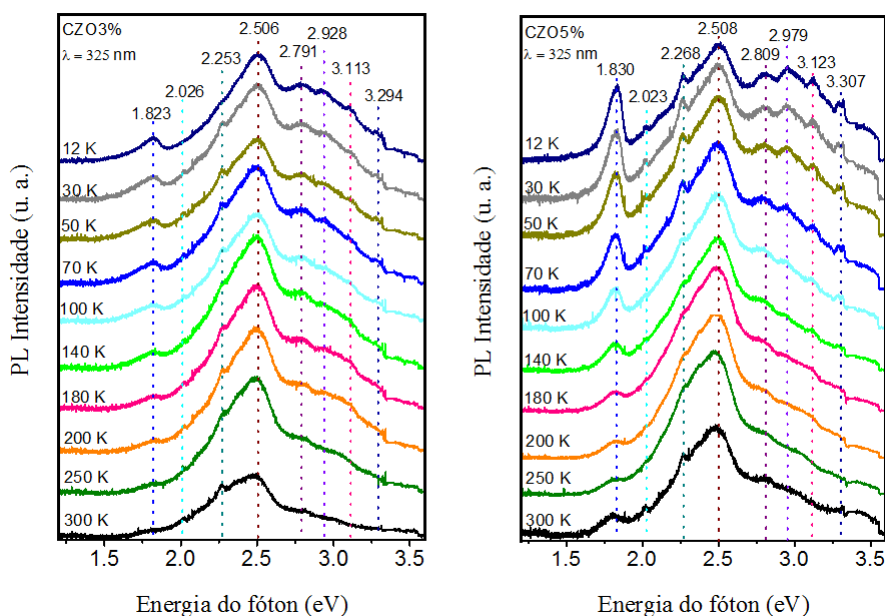 CZO3%
λ = 325 nm
1.823
2.026
2.253
2.506
2.791
2.928
3.113
3.294
12 K
30 K
50 K
70 K
100 K
140 K
180 K
200 K
250 K
300 K
1.5
2.0
2.5
3.0
3.5
PL Intensidade (u. a.)
Energia do fóton (eV)
CZO5%
λ = 325 nm
1.830
2.023
2.268
2.508
2.809
2.979
3.123
3.307
12 K
30 K
50 K
70 K
100 K
140 K
180 K
200 K
250 K
300 K
1.5
2.0
2.5
3.0
3.5
PL Intensidade (u. a.)
Energia do fóton (eV)